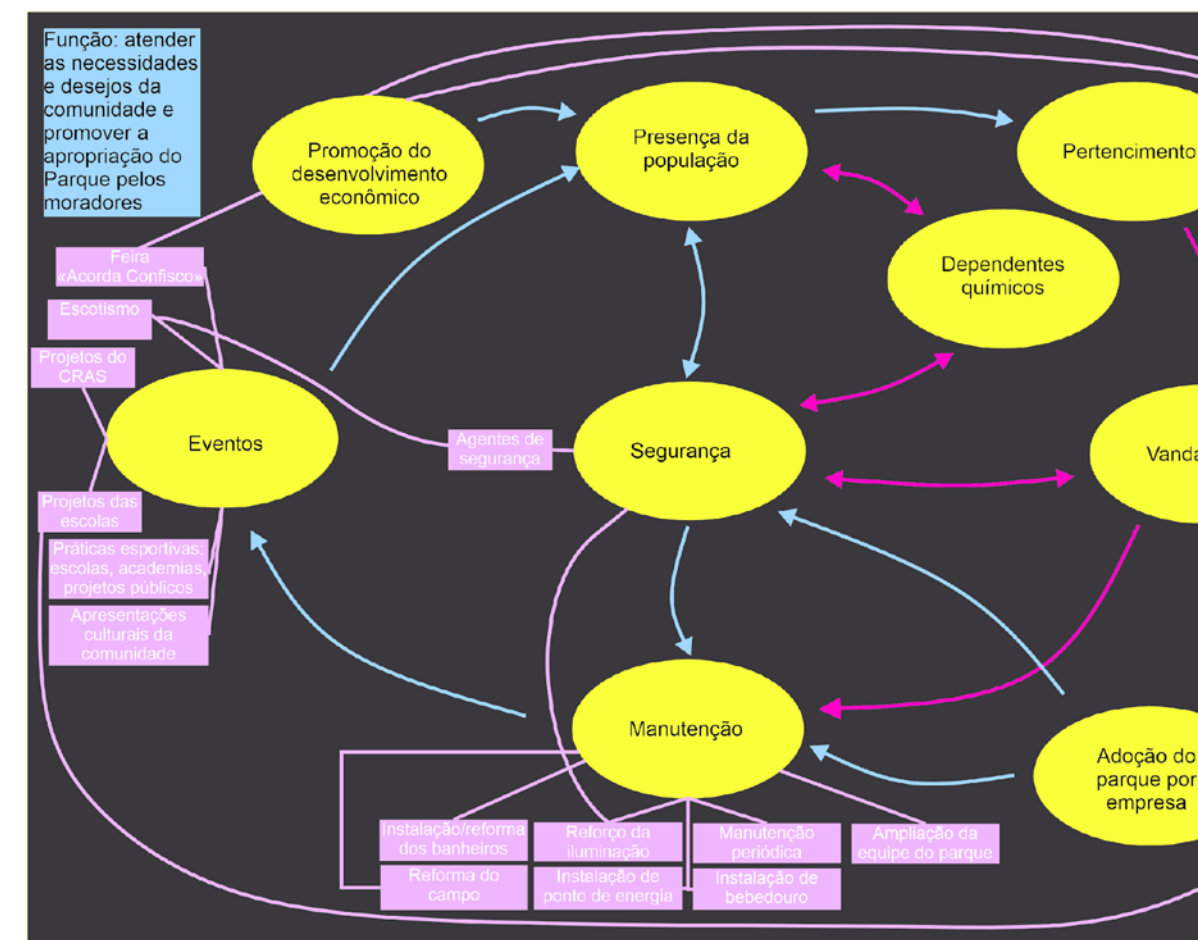 Função: atender
as necessidades
e desejos da
comunidade e
promover a
apropriação do
Parque pelos
moradores
Promoção do
desenvolvimento
econômico
Presença da
população
Pertencimento
Dependentes
químicos
Feira
«Acorda Confisco»
Escotismo
Projetos do
CRAS
Eventos
Agentes de
segurança
Segurança
Vanda
Projetos das
escolas
Práticas esportivas:
escolas, academias,
projetos públicos
Apresentações
culturais da
comunidade
Manutenção
Adoção do
parque por
empresa
Instalação/reforma
dos banheiros
Reforço da
iluminação
Manutenção
periódica
Ampliação da
equipe do parque
Reforma do
campo
Instalação de
ponto de energia
Instalação de
bebedouro